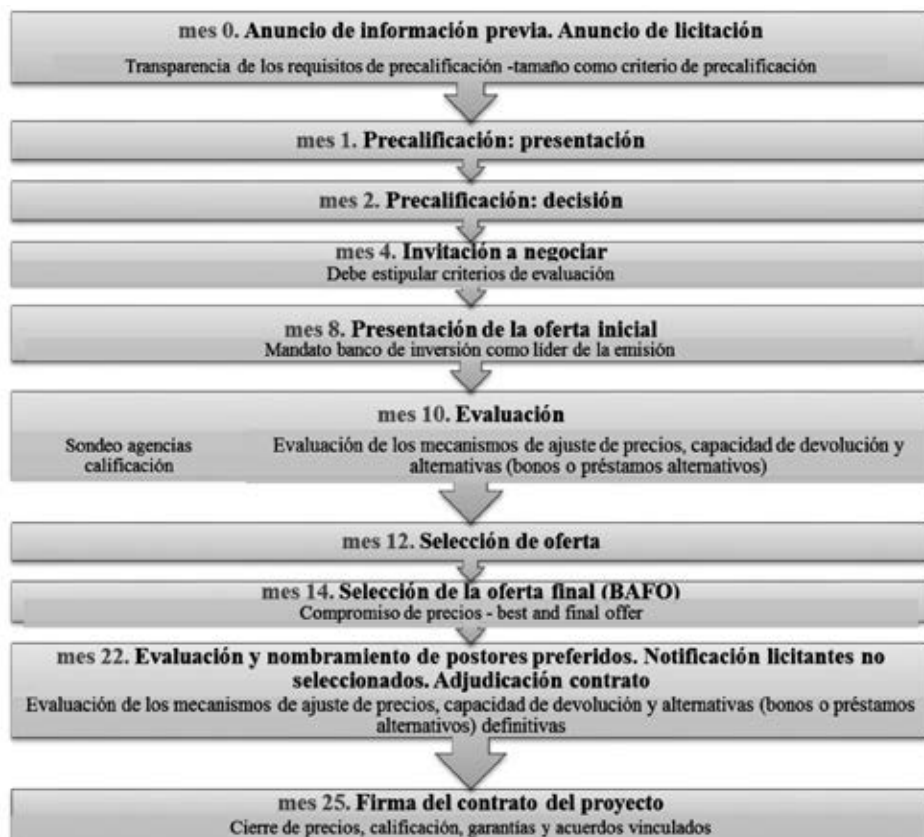 mes 0. Anuncio de información previa. Anuncio de licitación
Transparencia de los requisitos de precalificación -tamaño como criterio de precalificación
mes 1. Precalificación: presentación
mes 2. Precalificación: decisión
mes 4. Invitación a negociar
Debe estipular criterios de evaluación
mes 8. Presentación de la oferta inicial
Mandato banco de inversión como líder de la emisión
mes 10. Evaluación
Sondeo agencias
calificación
Evaluación de los mecanismos de ajuste de precios, capacidad de devolución y
alternativas (bonos o préstamos alternativos)
mes 12. Selección de oferta
mes 14. Selección de la oferta final (BAFO)
Compromiso de precios - best and final offer
mes 22. Evaluación y nombramiento de postores preferidos. Notificación licitantes no
seleccionados. Adjudicación contrato
Evaluación de los mecanismos de ajuste de precios, capacidad de devolución y alternativas (bonos o préstamos
alternativos) definitivas
mes 25. Firma del contrato del proyecto
Cierre de precios, calificación, garantías y acuerdos vinculados